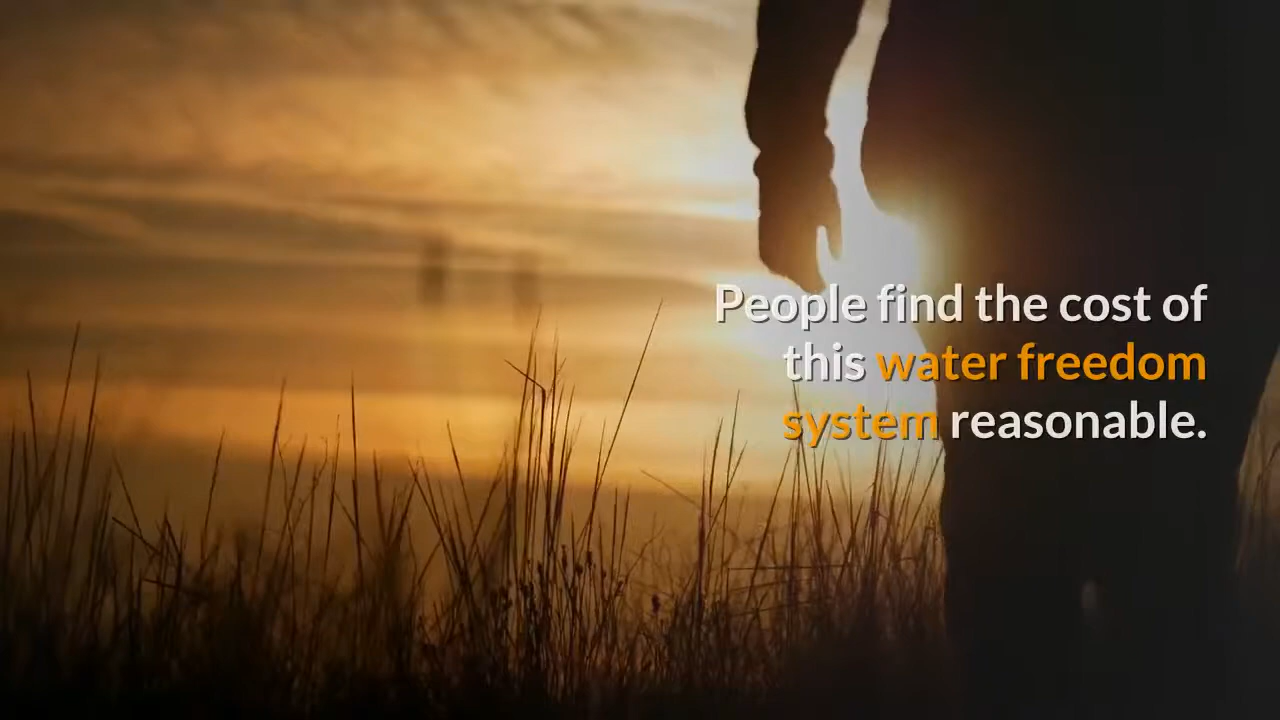 People find the cost of
this water freedom
system reasonable.